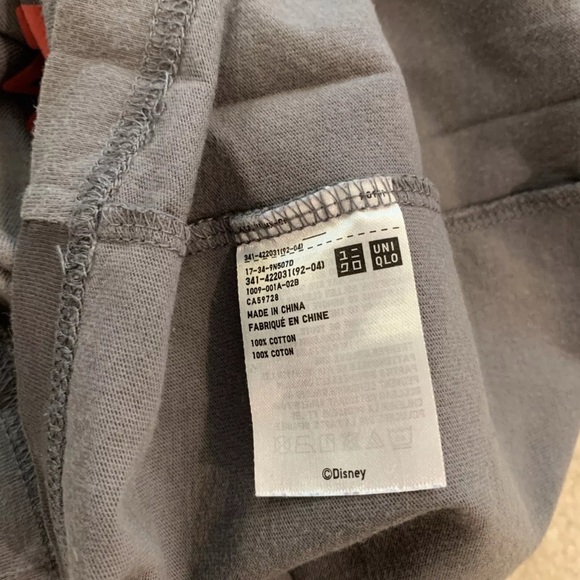 341-422031(92-04)
17-34-9N507D
341-422031(92-04)
1009-001A-02B
CA59728
MADE IN CHINA
FABRIQUÉ EN CHINE
100% COTTON
100% COTON
ユニ
クロ
UNI
QLO
©Disney